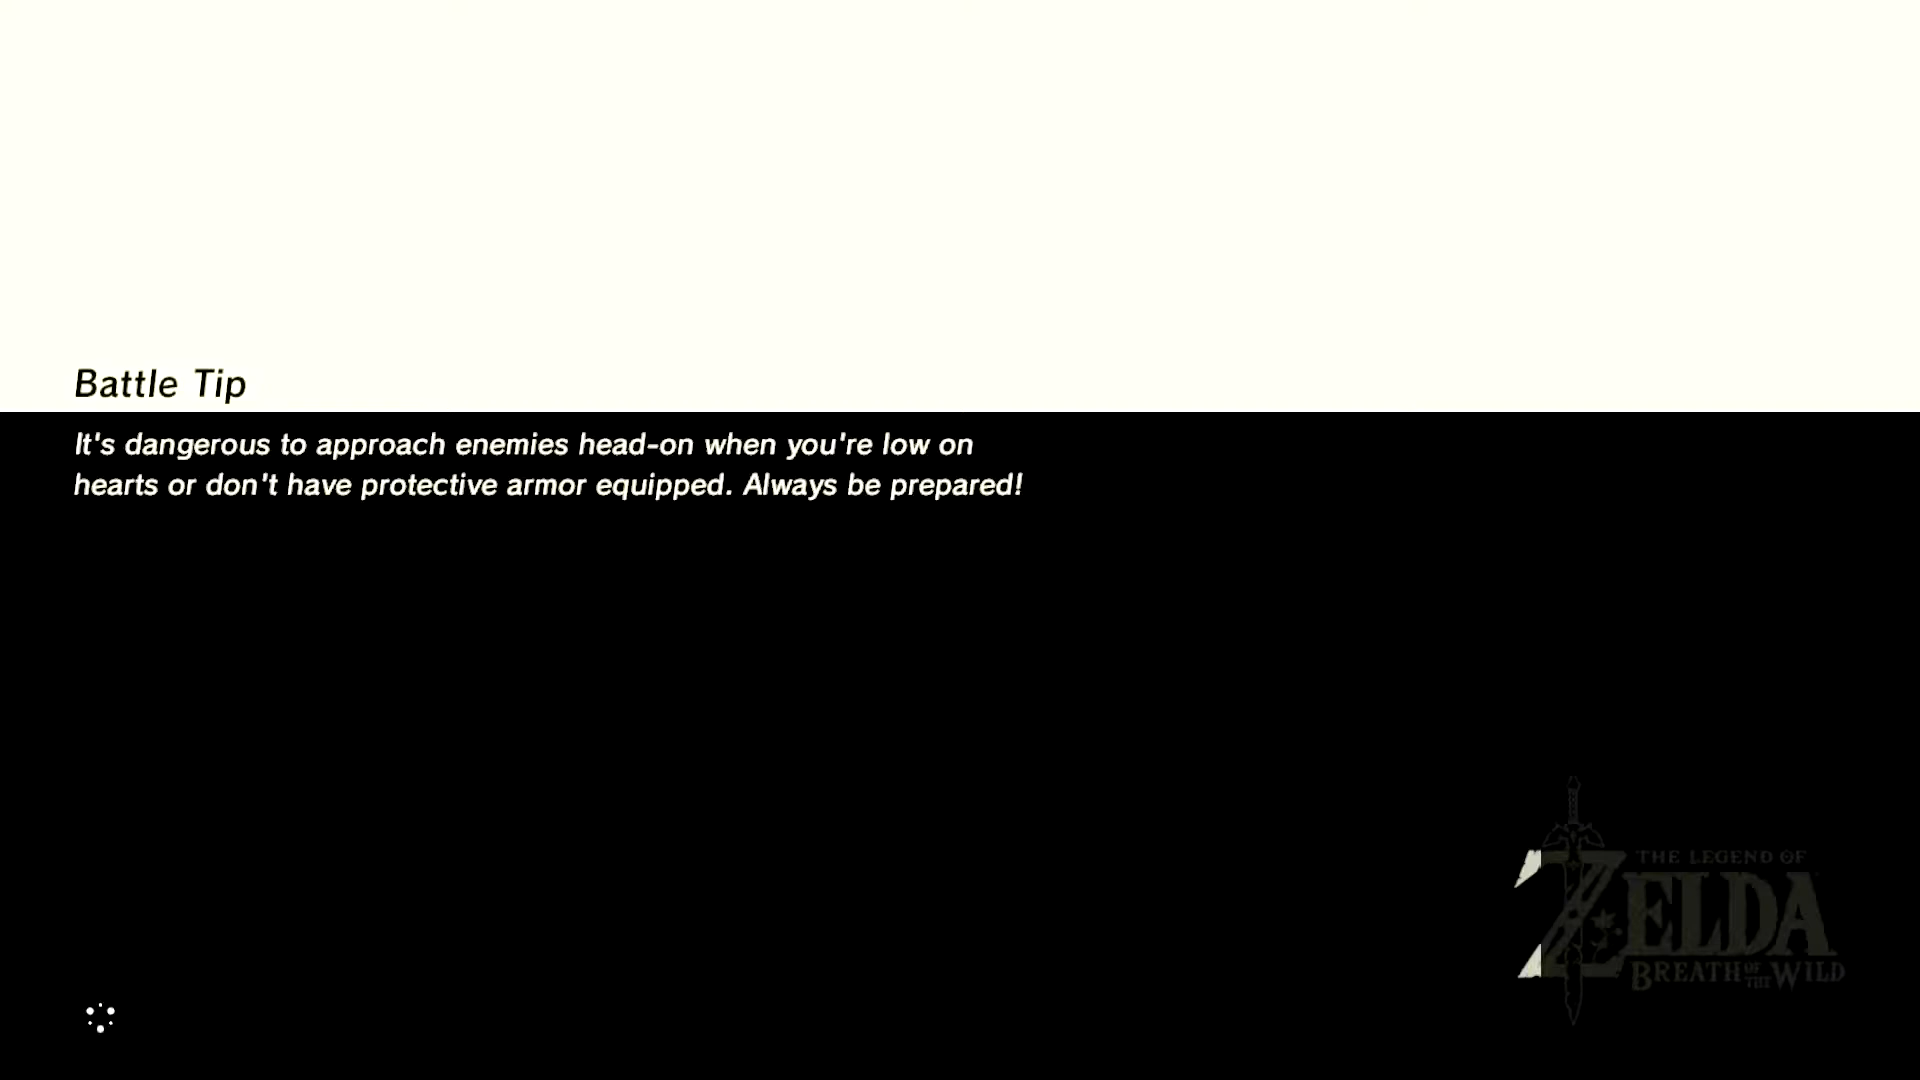 Battle Tip
It's dangerous to approach enemies head-on when you're low on
hearts or don't have protective armor equipped. Always be prepared!
THE LEGEND OF
ZELDA
BREATH OF THE WILD